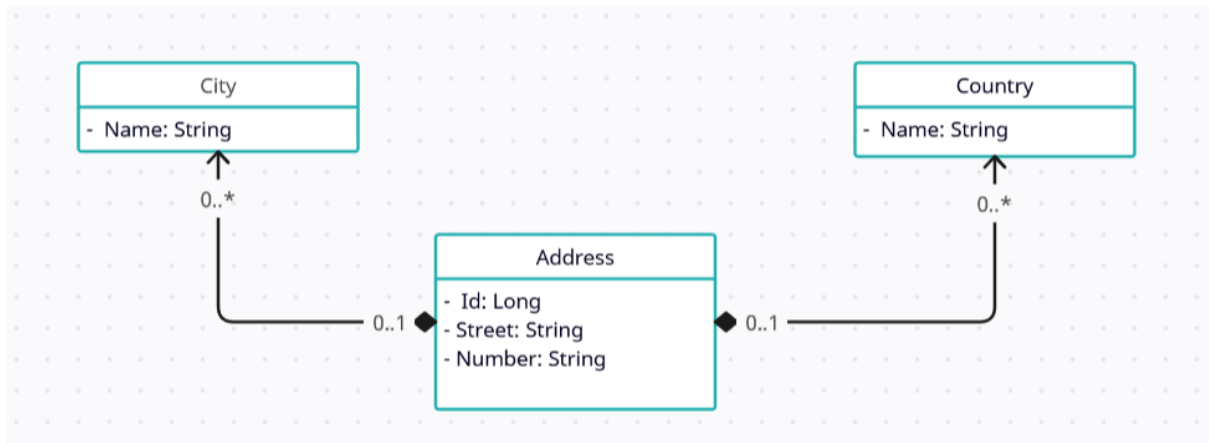 City
- Name: String
Country
- Name: String
0..*
0..*
Address
- Id: Long
- Street: String
- Number: String
0..1
0..1